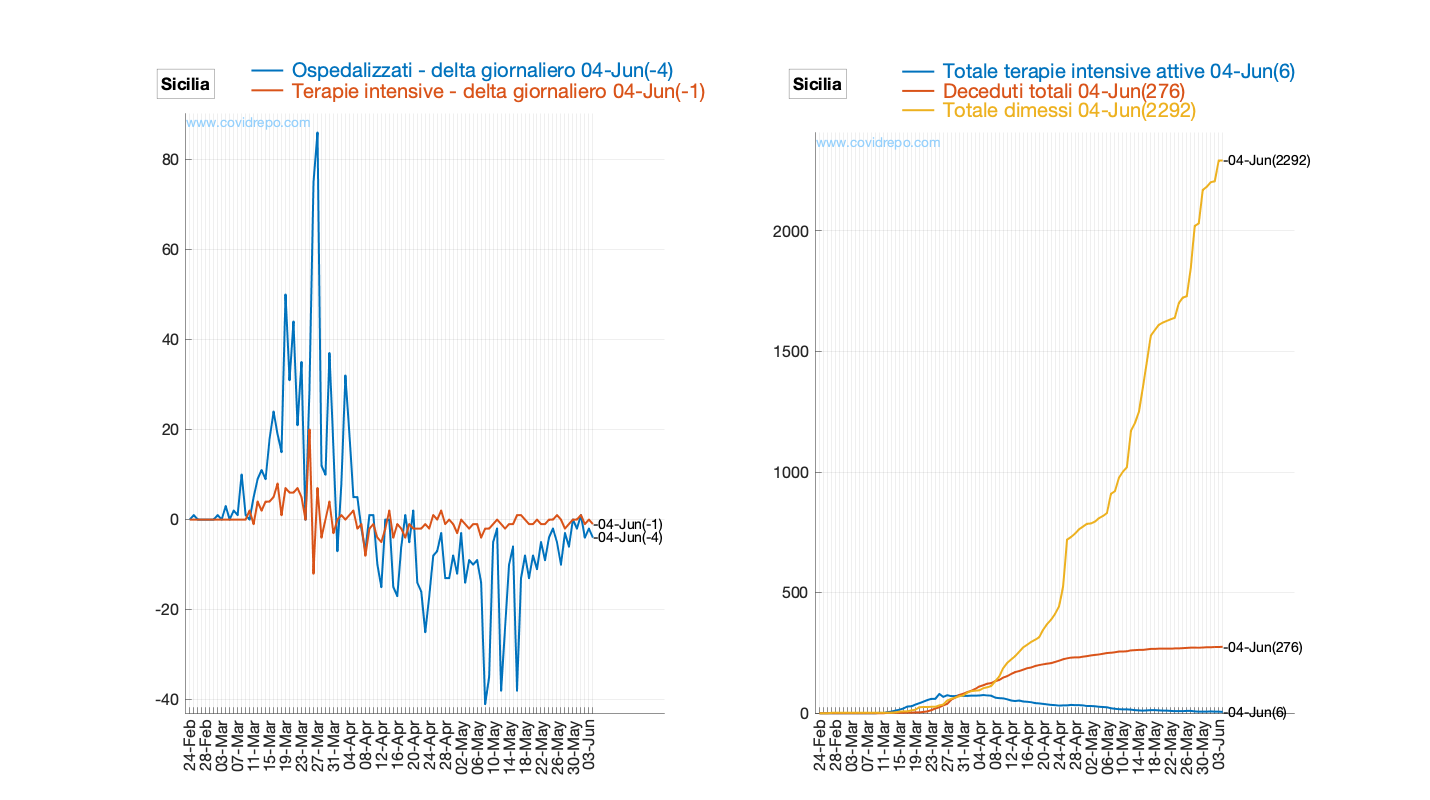 Sicilia
Ospedalizzati - delta giornaliero 04-Jun(-4)
Terapie intensive - delta giornaliero 04-Jun(-1)
www.covidrepo.com
80
60
40
20
0
-20
-40
-04-Jun(-1)
-04-Jun(-4)
24-Feb
28-Feb
03-Mar
07-Mar
11-Mar
15-Mar
19-Mar
23-Mar
27-Mar
31-Mar
04-Apr
08-Apr
12-Apr
16-Apr
20-Apr
24-Apr
28-Apr
02-May
06-May
10-May
14-May
18-May
22-May
26-May
30-May
03-Jun
Sicilia
Totale terapie intensive attive 04-Jun(6)
Deceduti totali 04-Jun(276)
Totale dimessi 04-Jun(2292)
www.covidrepo.com
2000
1500
1000
500
0
-04-Jun(2292)
-04-Jun(276)
-04-Jun(6)
24-Feb
28-Feb
03-Mar
07-Mar
11-Mar
15-Mar
19-Mar
23-Mar
27-Mar
31-Mar
04-Apr
08-Apr
12-Apr
16-Apr
20-Apr
24-Apr
28-Apr
02-May
06-May
10-May
14-May
18-May
22-May
26-May
30-May
03-Jun